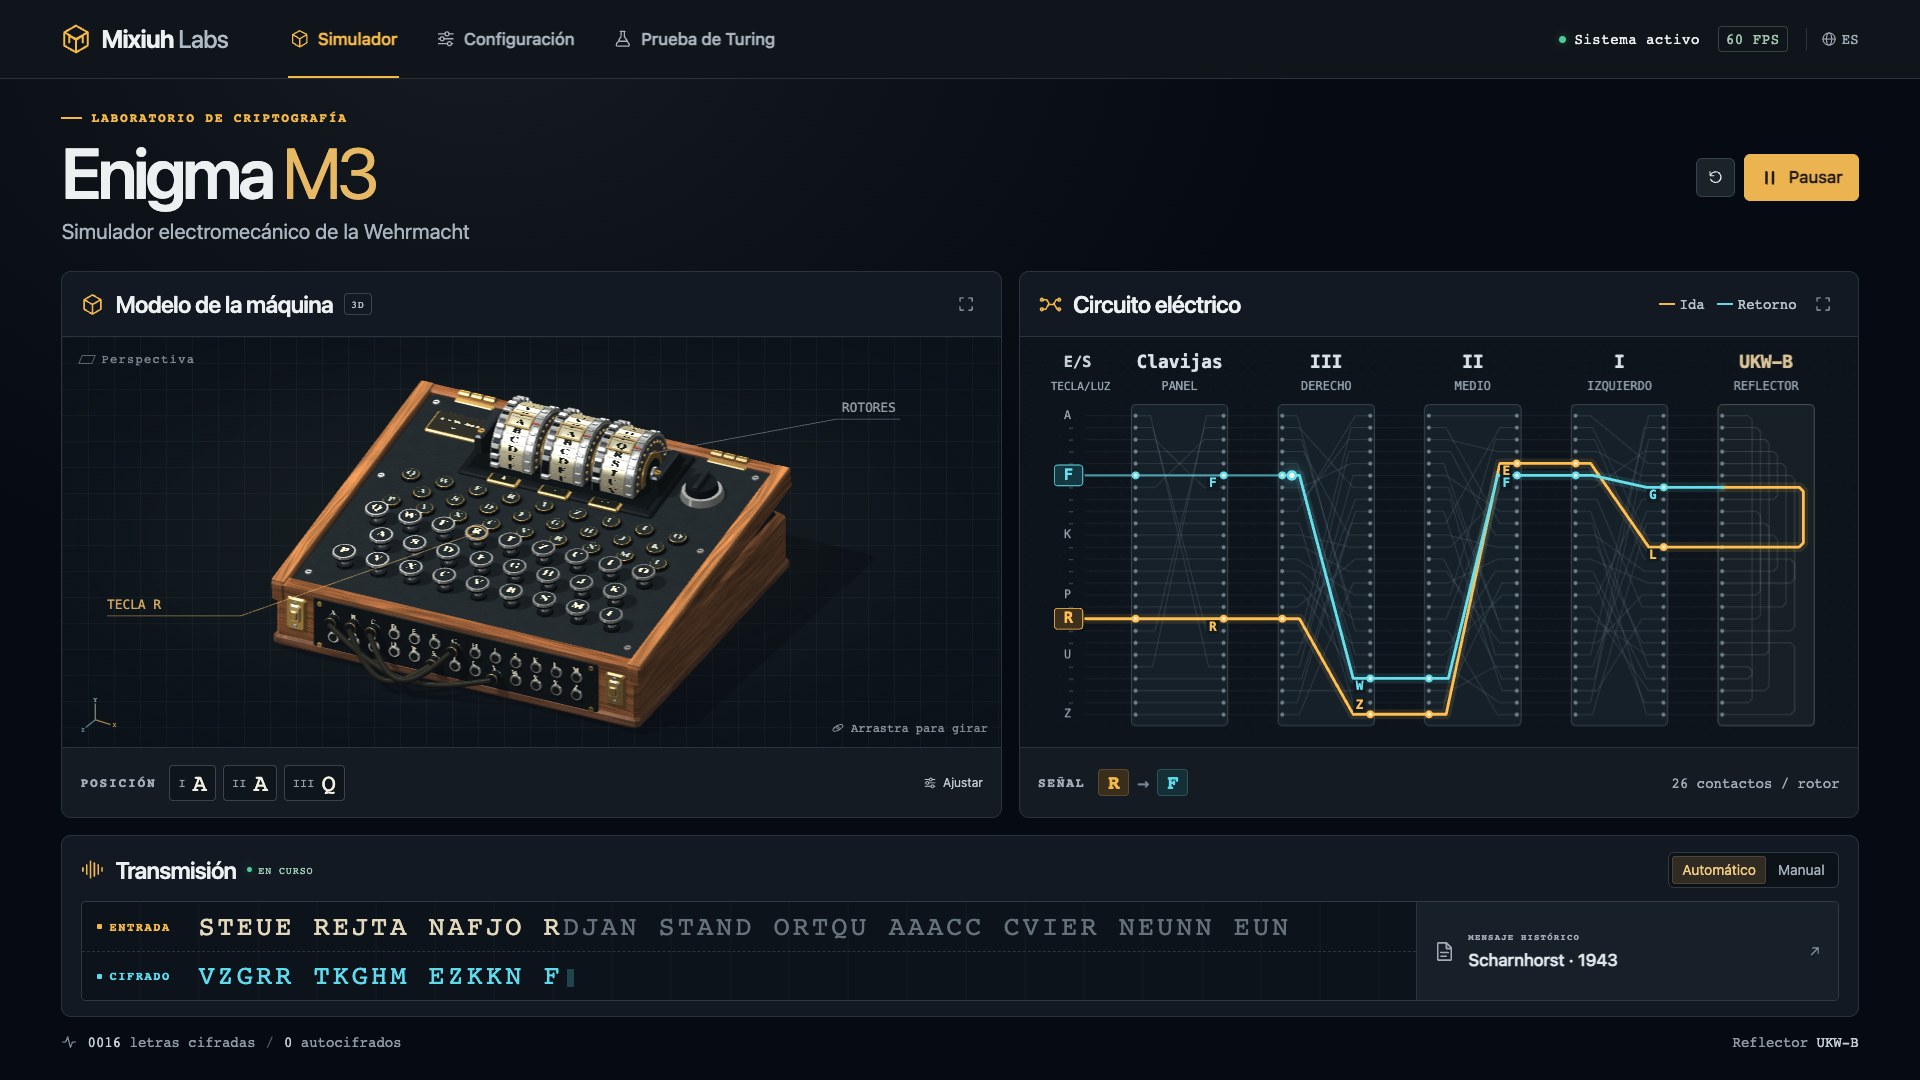 Mixiuh Labs
Simulador
Configuración
Prueba de Turing
Sistema activo
60 FPS
ES
LABORATORIO DE CRIPTOGRAFÍA
Enigma M3
Simulador electromecánico de la Wehrmacht
Pausar
Modelo de la máquina
3D
Perspectiva
ROTORES
TECLA R
Arrastra para girar
POSICIÓN
I A
II A
III Q
Ajustar
Circuito eléctrico
Ida
Retorno
E/S
TECLA/LUZ
Clavijas
PANEL
III
DERECHO
II
MEDIO
I
IZQUIERDO
UKW-B
REFLECTOR
A
F
K
P
R
U
Z
F
R
W
Z
E
F
G
L
SEÑAL R → F
26 contactos / rotor
Transmisión
EN CURSO
Automático
Manual
ENTRADA STEUE REJTA NAFJO RDJAN STAND ORTQU AAACC CVIER NEUNN EUN
CIFRADO VZGRR TKGHM EZKKN F
MENSAJE HISTÓRICO
Scharnhorst · 1943
0016 letras cifradas / 0 autocifrados
Reflector UKW-B